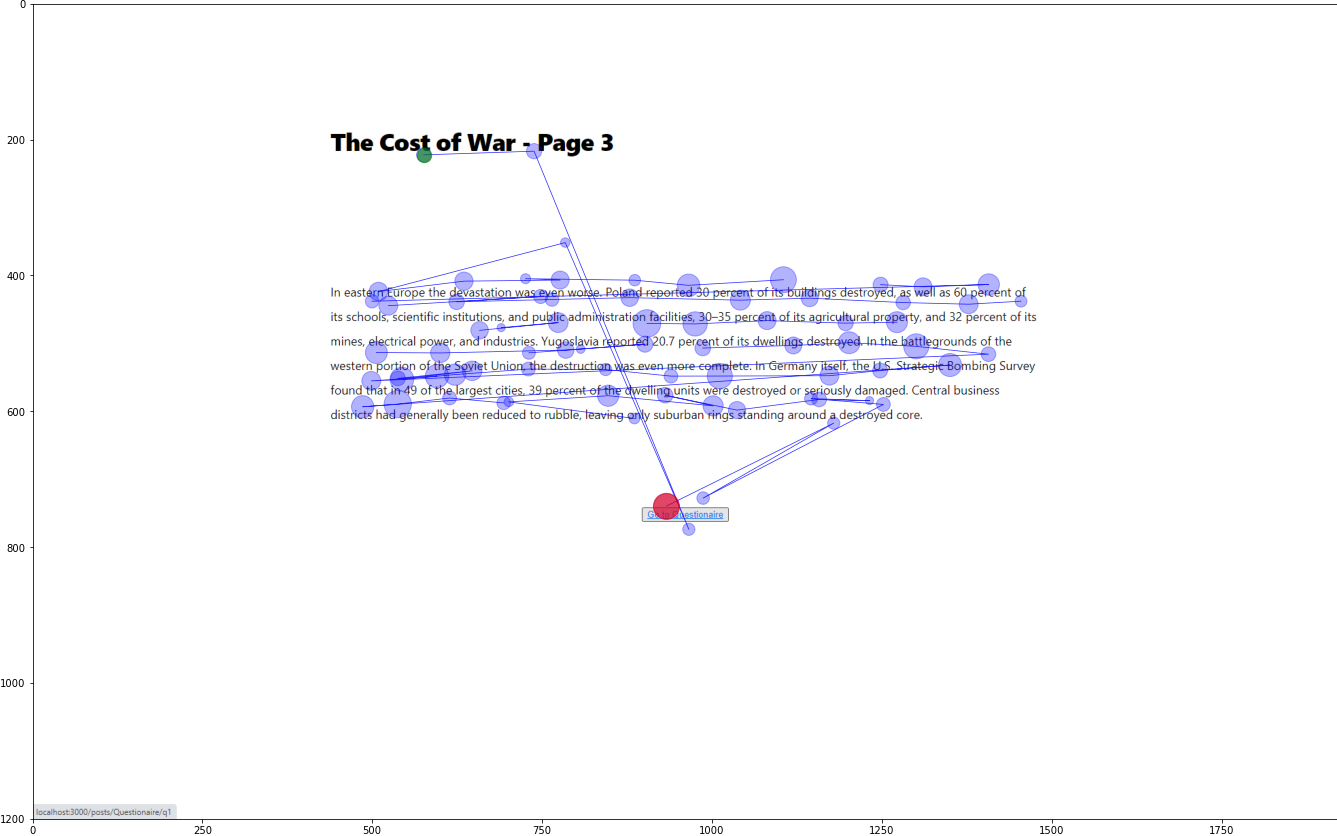 0
200
The Cost of War - Page 3
400
In eastern Europe the devastation was even worse. Poland reported 30 percent of its buildings destroyed, as well as 60 percent of
its schools, scientific institutions, and public administration facilities, 30–35 percent of its agricultural property, and 32 percent of its
mines, electrical power, and industries. Yugoslavia reported 20.7 percent of its dwellings destroyed. In the battlegrounds of the
western portion of the Soviet Union, the destruction was even more complete. In Germany itself, the U.S. Strategic Bombing Survey
found that in 49 of the largest cities, 39 percent of the dwelling units were destroyed or seriously damaged. Central business
600
districts had generally been reduced to rubble, leaving only suburban rings standing around a destroyed core.
Go to Questionaire
800
1000
localhost:3000/posts/Questionaire/q1
1200
0 250 500 750 1000 1250 1500 1750